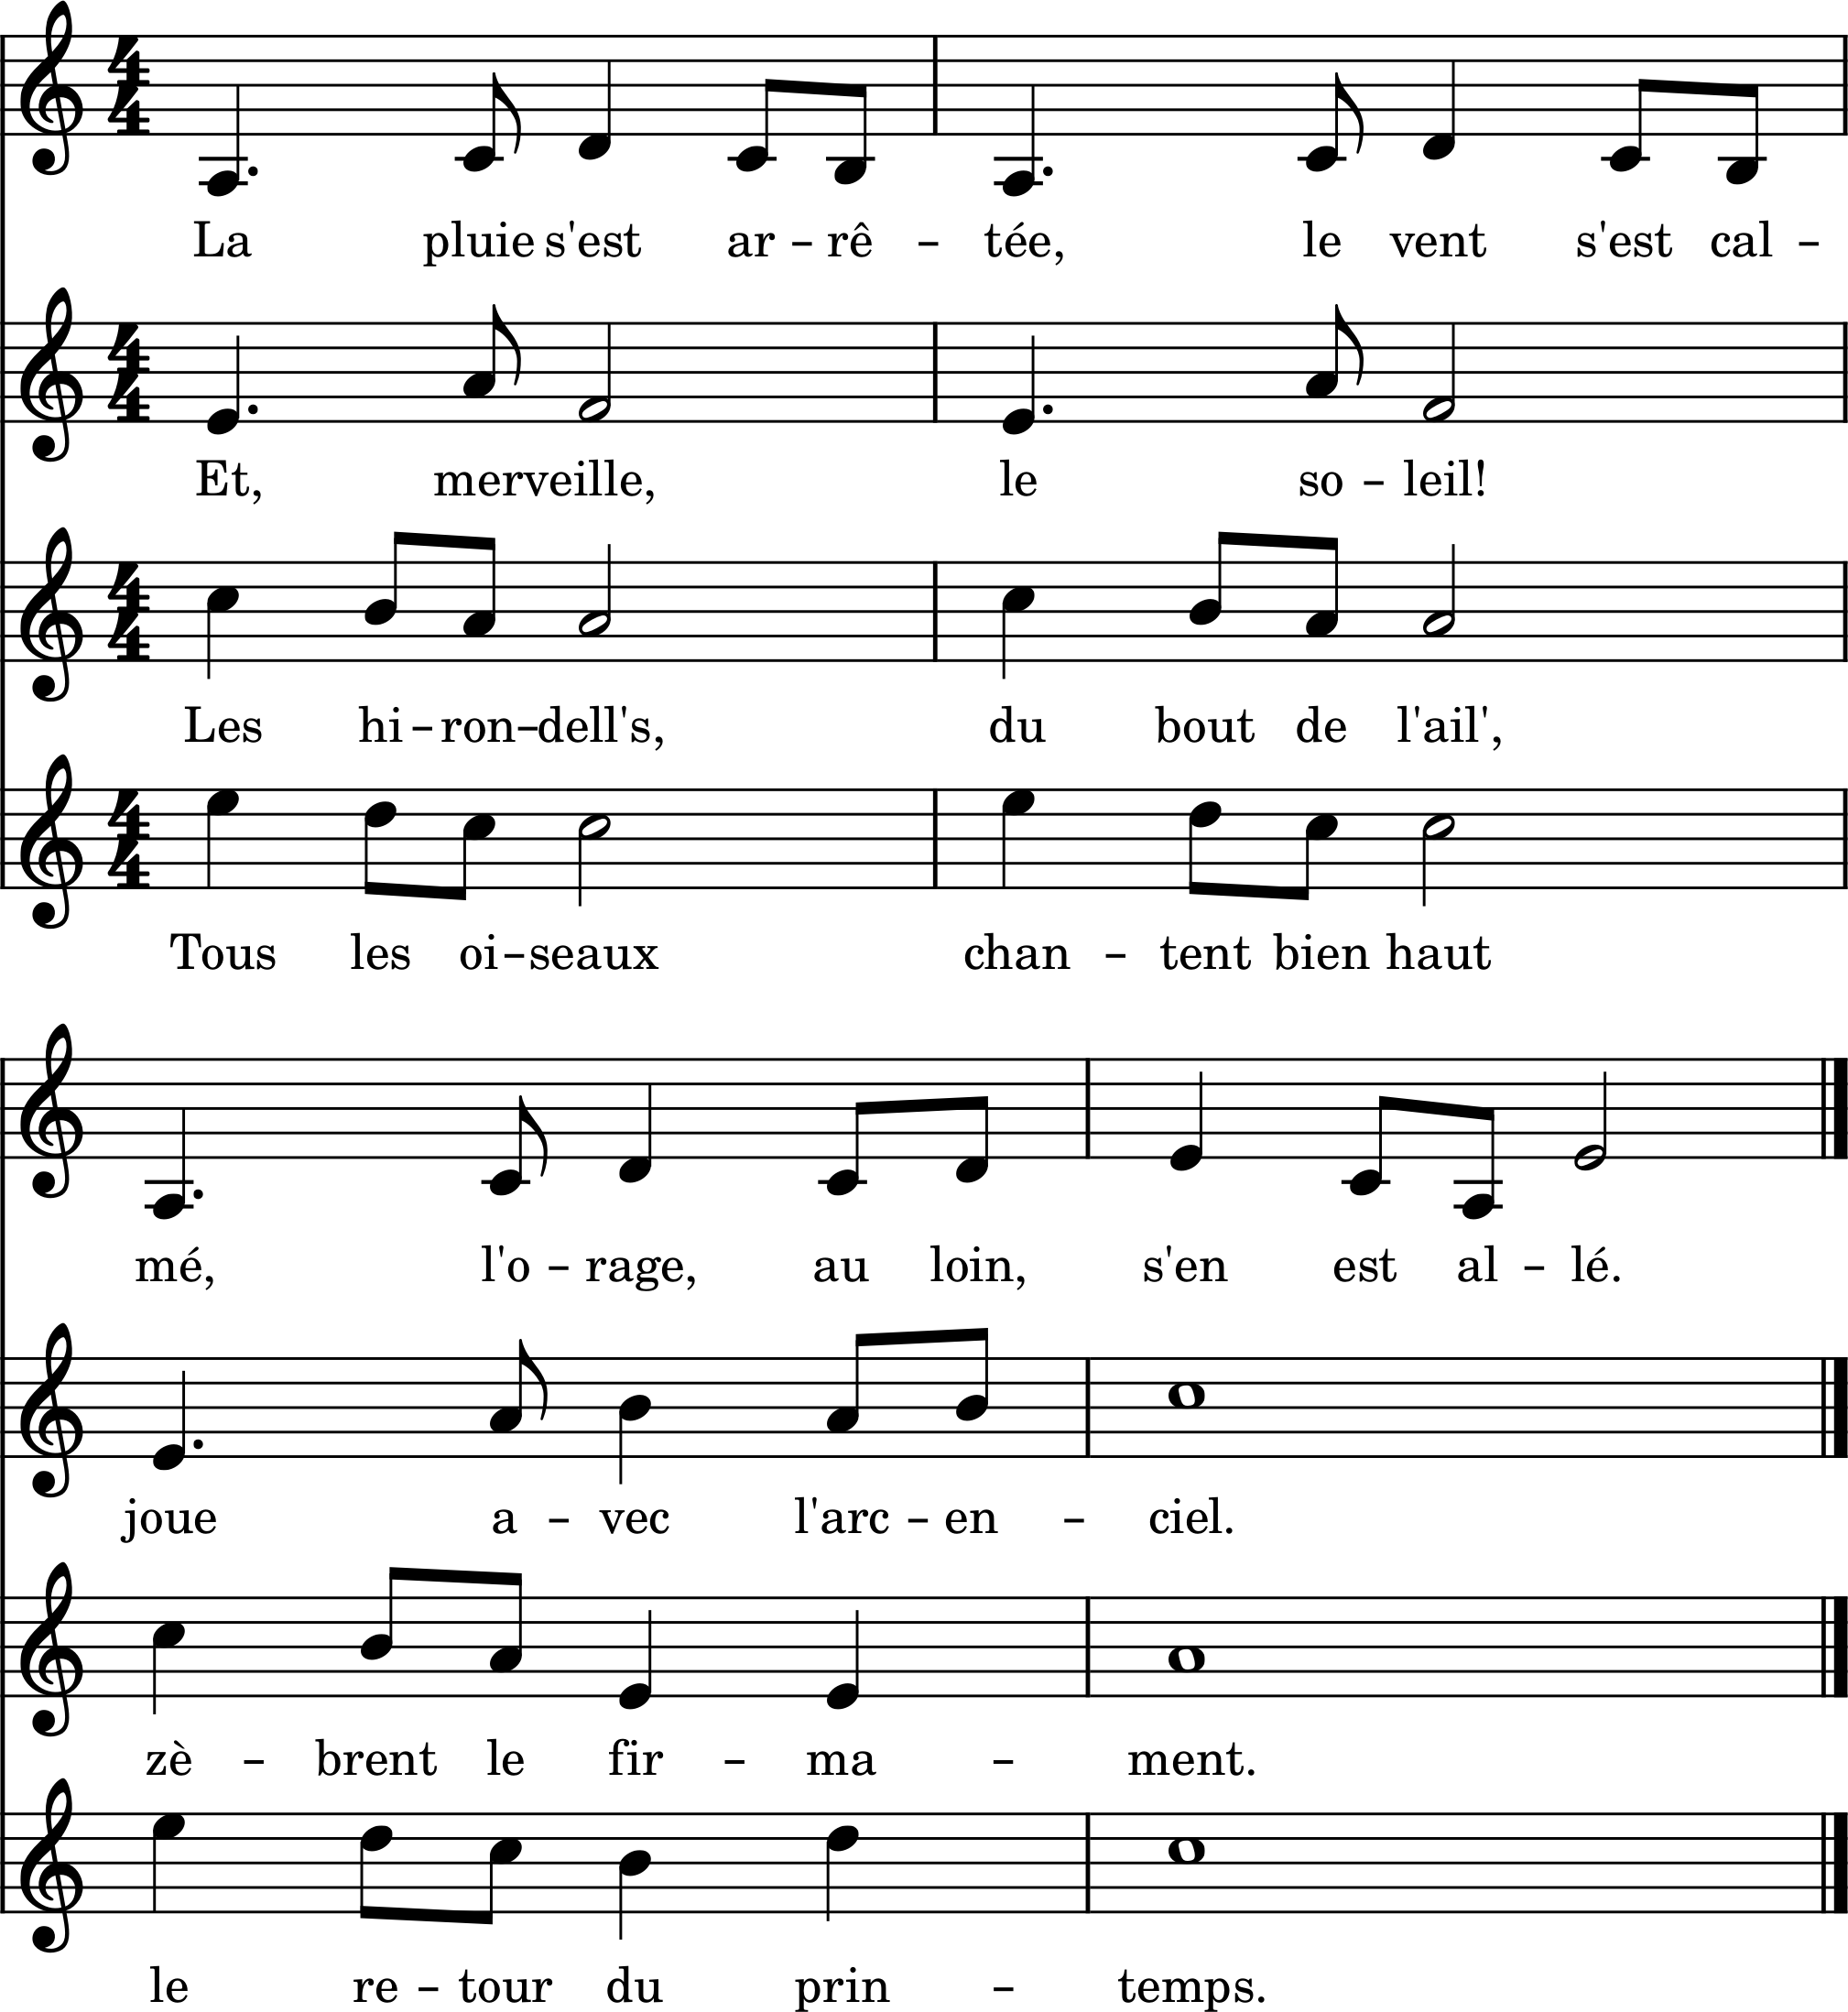 La pluie s'est ar – rê – tée, le vent s'est cal –
Et, merveille, le so – leil!
Les hi – ron – dell's, du bout de l'ail',
Tous les oi – seaux chan – tent bien haut
mé, l'o – rage, au loin, s'en est al – lé.
joue a – vec l'arc – en – ciel.
zè – brent le fir – ma – ment.
le re – tour du prin – temps.